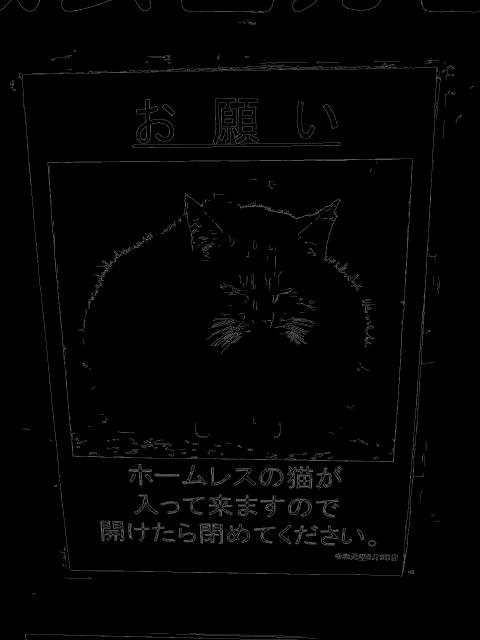 お願い
ホームレスの猫が
入って来ますので
開けたら閉めてください。